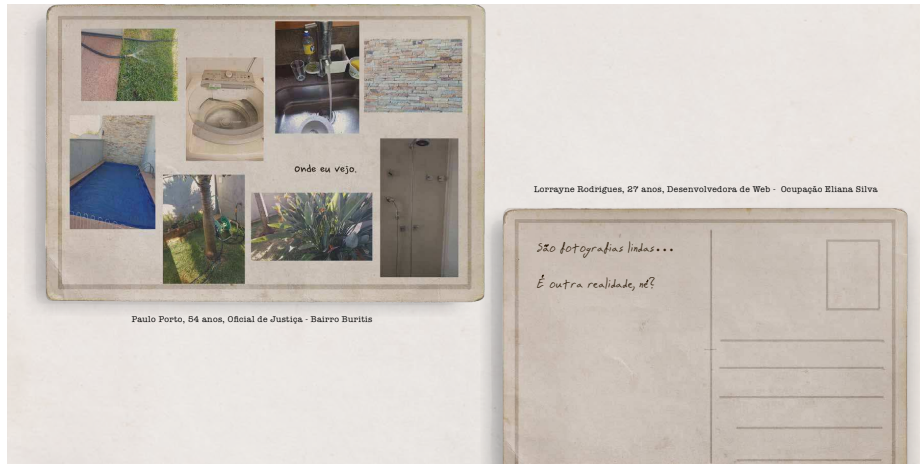 Onde eu vejo.
Paulo Porto, 54 anos, Oficial de Justiça - Bairro Buritis
Lorrayne Rodrigues, 27 anos, Desenvolvedora de Web - Ocupação Eliana Silva
São fotografias lindas...
É outra realidade, né?